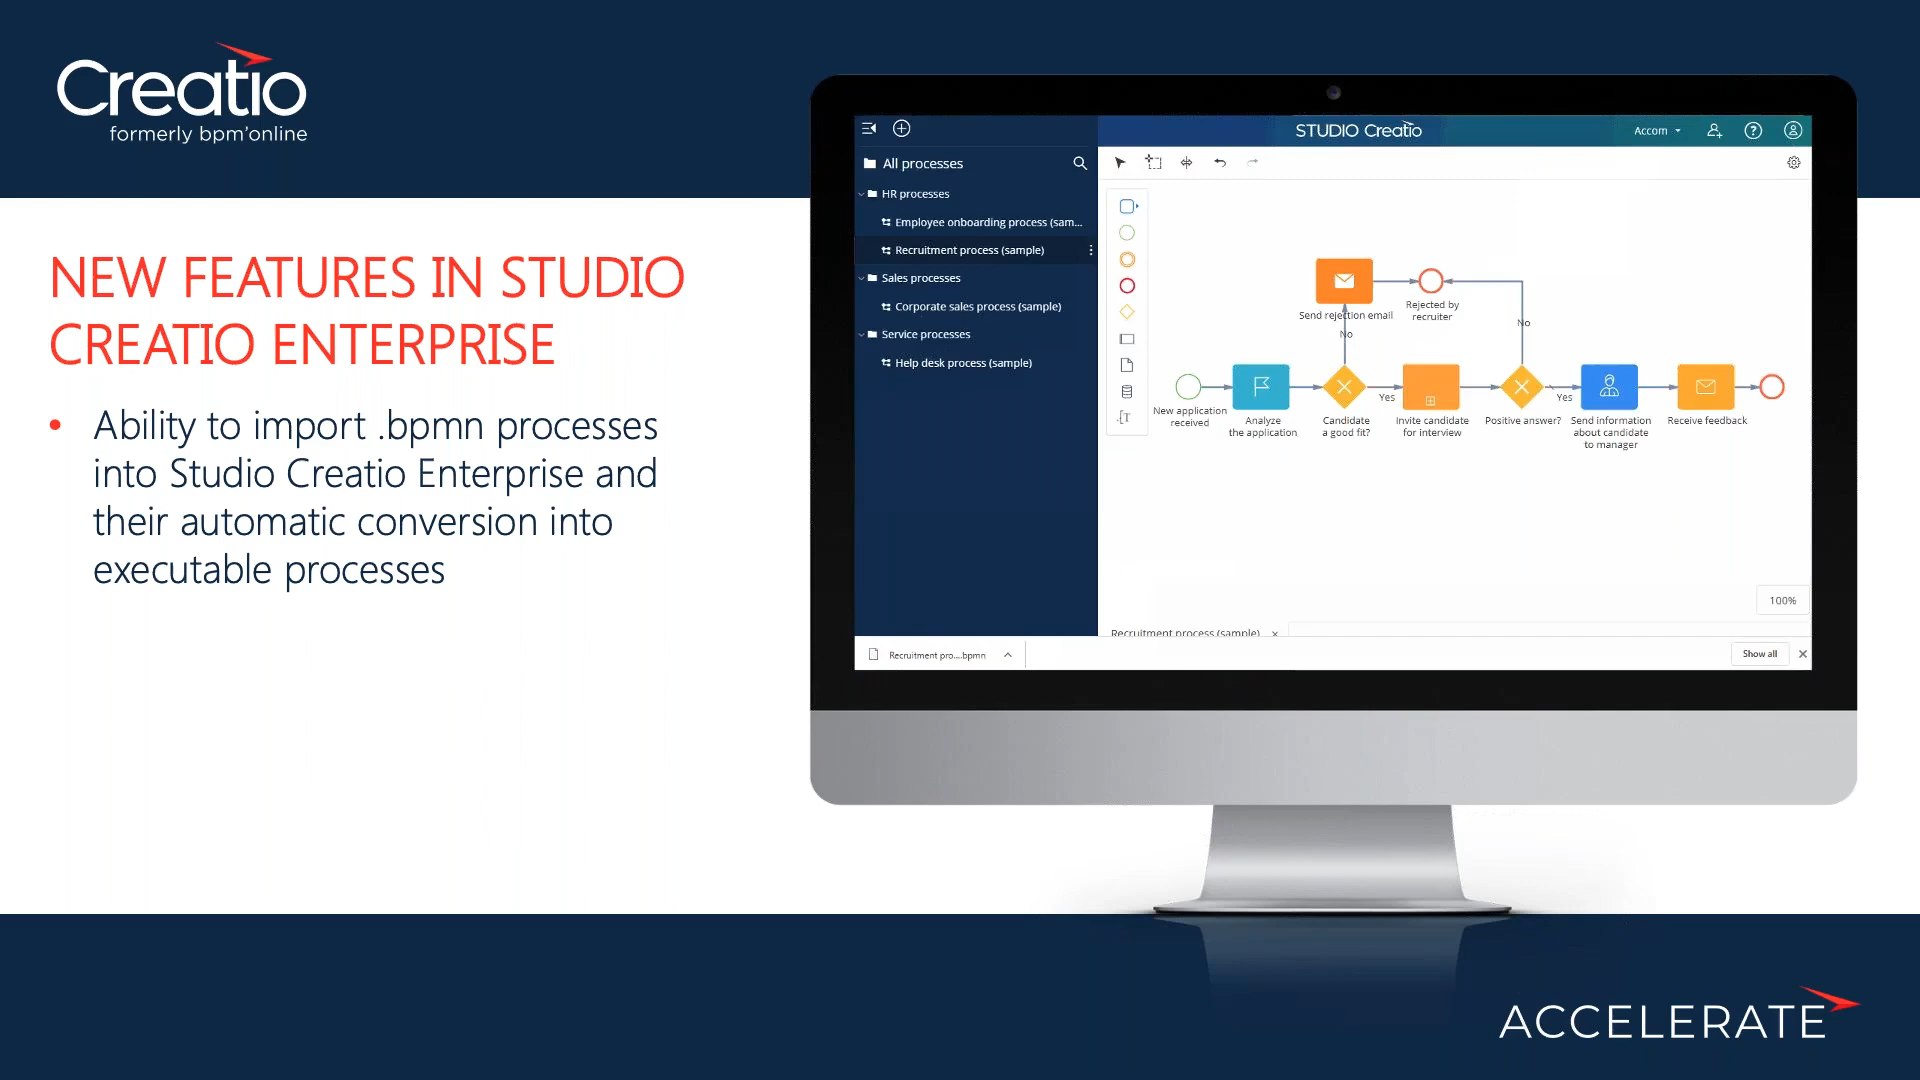 Creatio
formerly bpm'online
NEW FEATURES IN STUDIO
CREATIO ENTERPRISE
• Ability to import .bpmn processes
into Studio Creatio Enterprise and
their automatic conversion into
executable processes
STUDIO Creatio
Accom
All processes
HR processes
Employee onboarding process (sam...
Recruitment process (sample)
Sales processes
Corporate sales process (sample)
Service processes
Help desk process (sample)
Send rejection email
Rejected by
recruiter
No
No
New application
received
Analyze
the application
Candidate
a good fit?
Yes
Invite candidate
for interview
Positive answer?
Yes
Send information
about candidate
to manager
Receive feedback
100%
Recruitment process (sample)
Recruitment pro....bpmn
Show all
ACCELERATE